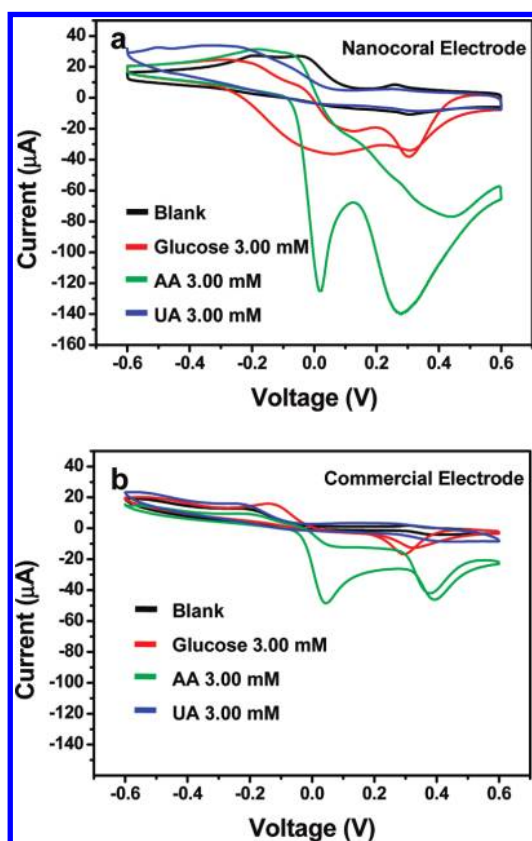 a
Nanocoral Electrode
40
20
0
-20
-40
-60
-80
-100
-120
-140
-160
Current (μA)
Blank
Glucose 3.00 mM
AA 3.00 mM
UA 3.00 mM
-0.6 -0.4 -0.2 0.0 0.2 0.4 0.6
Voltage (V)
b
Commercial Electrode
40
20
0
-20
-40
-60
-80
-100
-120
-140
Current (μA)
Blank
Glucose 3.00 mM
AA 3.00 mM
UA 3.00 mM
-0.6 -0.4 -0.2 0.0 0.2 0.4 0.6
Voltage (V)